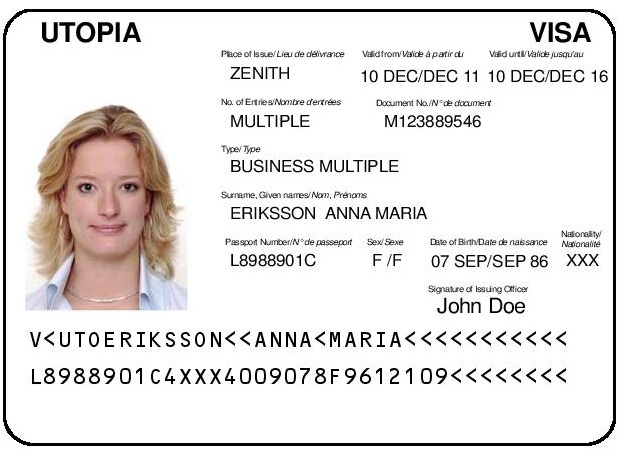 UTOPIA VISA
Place of Issue/Lieu de délivrance Valid from/Valide à partir du Valid until/Valide jusqu'au
ZENITH 10 DEC/DEC 11 10 DEC/DEC 16
No. of Entries/Nombre d'entrées Document No./N° de document
MULTIPLE M123889546
Type/Type
BUSINESS MULTIPLE
Surname, Given names/Nom, Prénoms
ERIKSSON ANNA MARIA
Passport Number/N° de passeport Sex/Sexe Date of Birth/Date de naissance Nationality/Nationalité
L8988901C F/F 07 SEP/SEP 86 XXX
Signature of Issuing Officer
John Doe
V<UTOERIKSSON<<ANNA<MARIA<<<<<<<<<<<
L8988901C4XXX4009078F9612109<<<<<<<<